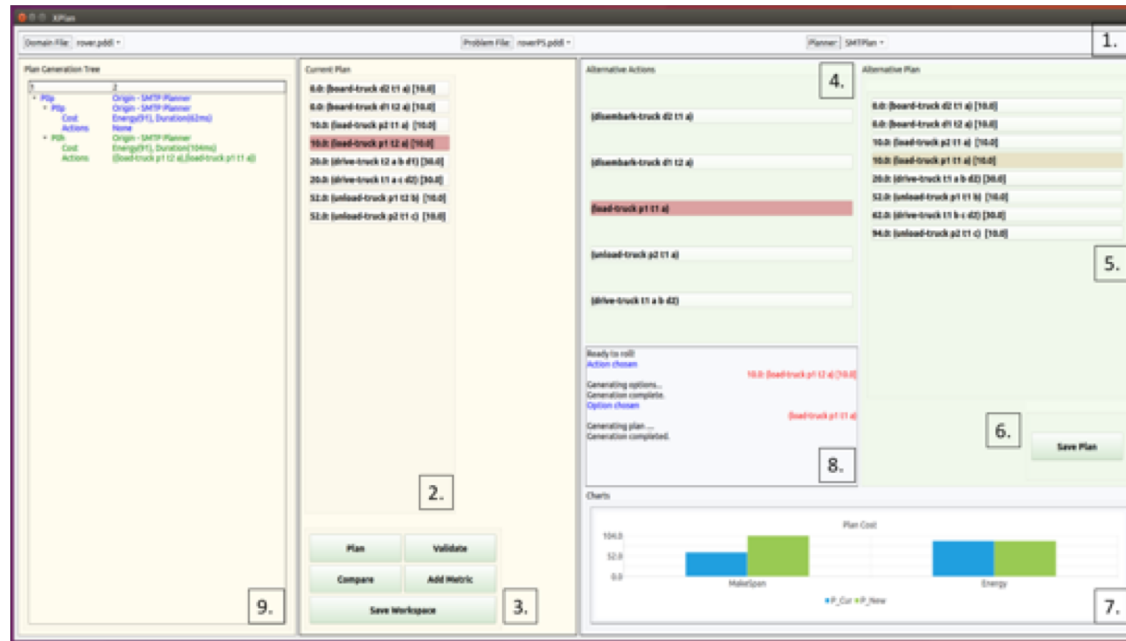 XPlan
Domain File: rover.pddl
Problem File: roverPS.pddl
Planner: SMTPlan
1.
Plan Generation Tree
1 2
P0p Origin - SMTP Planner
P0p Origin - SMTP Planner
Cost Energy(91), Duration(62ms)
Actions None
P0h Origin - SMTP Planner
Cost Energy(91), Duration(104ms)
Actions ((load-truck p1 t2 a),(load-truck p1 t1 a))
9.
Current Plan
0.0: (board-truck d2 t1 a) [10.0]
0.0: (board-truck d1 t2 a) [10.0]
10.0: (load-truck p2 t1 a) [10.0]
10.0: (load-truck p1 t2 a) [10.0]
20.0: (drive-truck t2 a b d1) [30.0]
20.0: (drive-truck t1 a c d2) [30.0]
52.0: (unload-truck p1 t2 b) [10.0]
52.0: (unload-truck p2 t1 c) [10.0]
2.
Plan
Validate
Compare
Add Metric
Save Workspace
3.
Alternative Actions
4.
(disembark-truck d2 t1 a)
(disembark-truck d1 t2 a)
(load-truck p1 t1 a)
(unload-truck p2 t1 a)
(drive-truck t1 a b d2)
Alternative Plan
0.0: (board-truck d2 t1 a) [10.0]
0.0: (board-truck d1 t2 a) [10.0]
10.0: (load-truck p2 t1 a) [10.0]
10.0: (load-truck p1 t1 a) [10.0]
20.0: (drive-truck t1 a b d2) [30.0]
52.0: (unload-truck p1 t1 b) [10.0]
62.0: (drive-truck t1 b c d2) [30.0]
94.0: (unload-truck p2 t1 c) [10.0]
5.
Ready to roll!
Action chosen
10.0: (load-truck p1 t2 a) [10.0]
Generating options...
Generation complete.
Option chosen
(load-truck p1 t1 a)
Generating plan....
Generation completed.
8.
6.
Save Plan
Charts
Plan Cost
104.0
52.0
0.0
MakeSpan
Energy
P_Cur P_New
7.